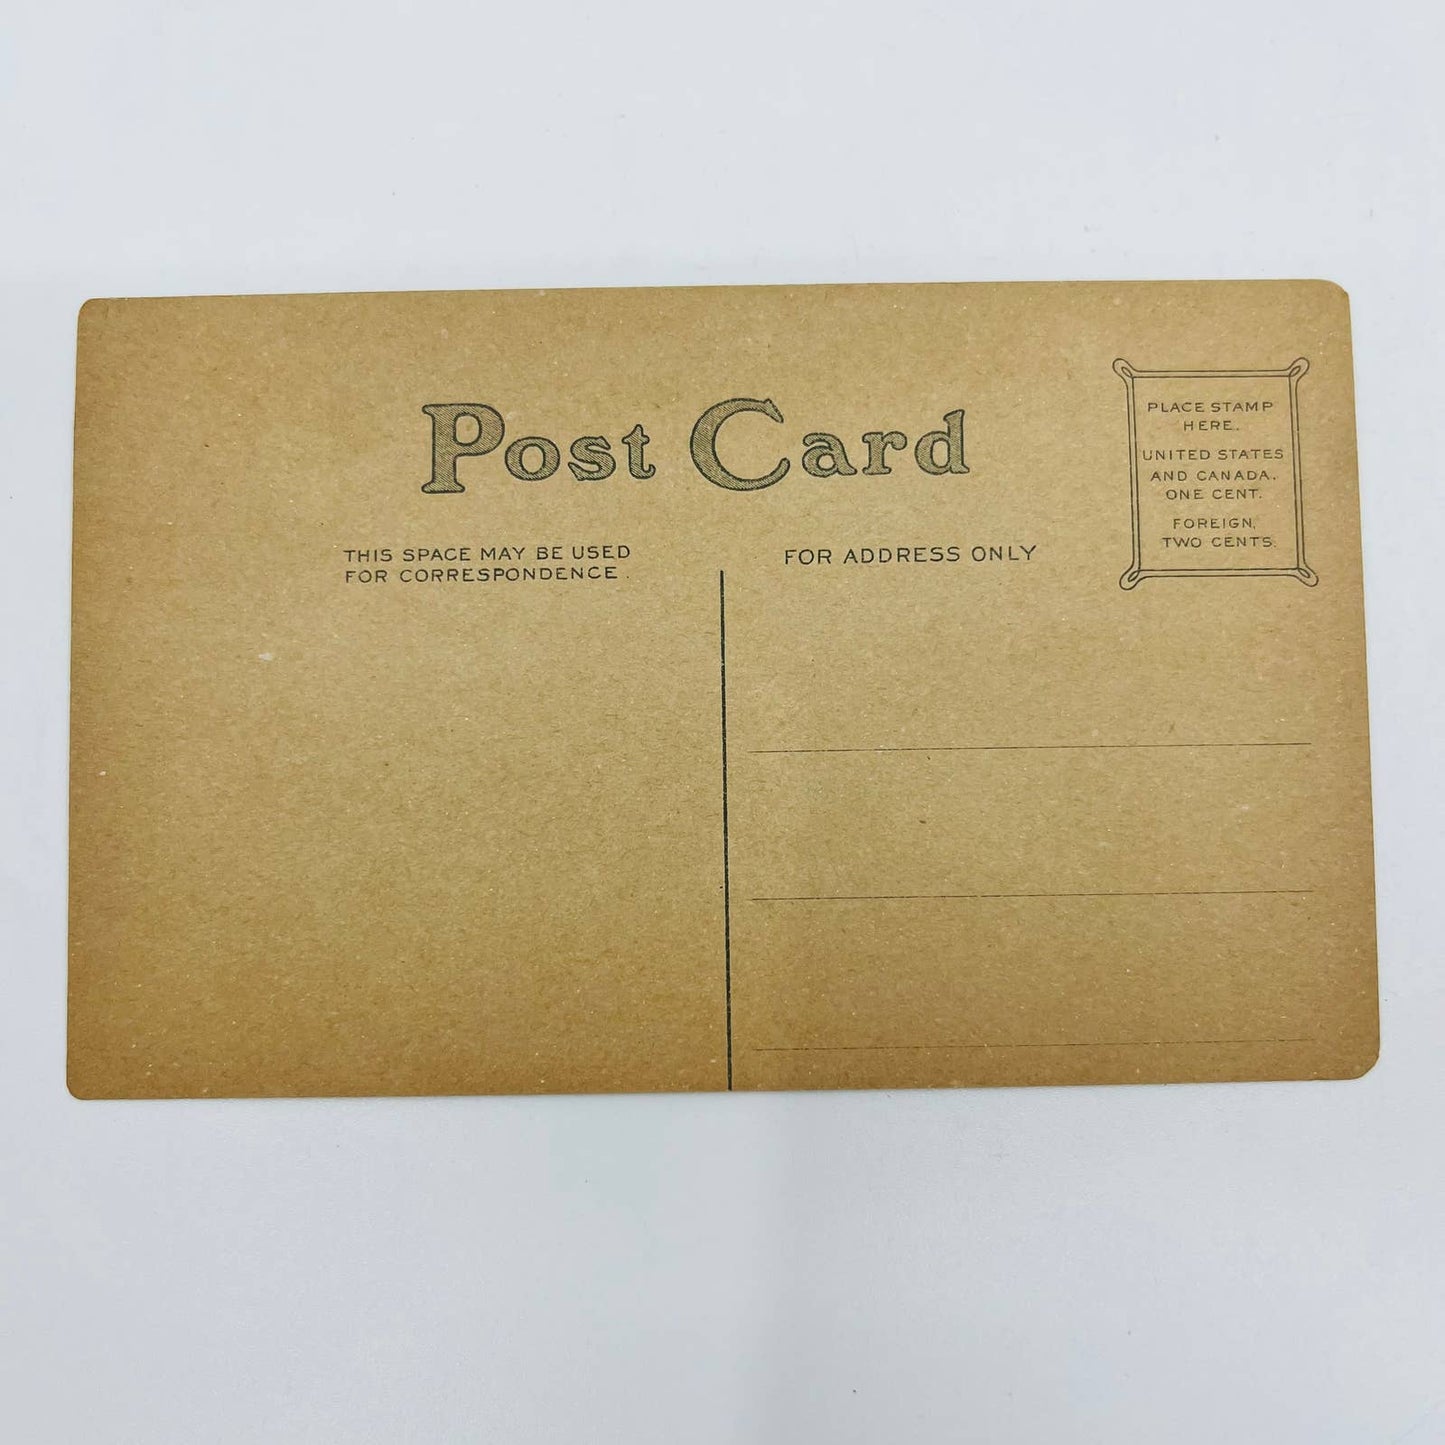 Post Card
THIS SPACE MAY BE USED
FOR CORRESPONDENCE.
FOR ADDRESS ONLY
PLACE STAMP
HERE.
UNITED STATES
AND CANADA.
ONE CENT.
FOREIGN,
TWO CENTS.